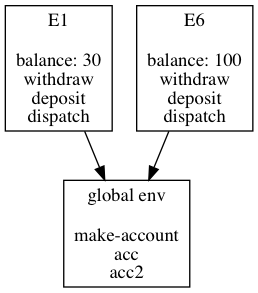 E1
balance: 30
withdraw
deposit
dispatch
E6
balance: 100
withdraw
deposit
dispatch
global env
make-account
acc
acc2